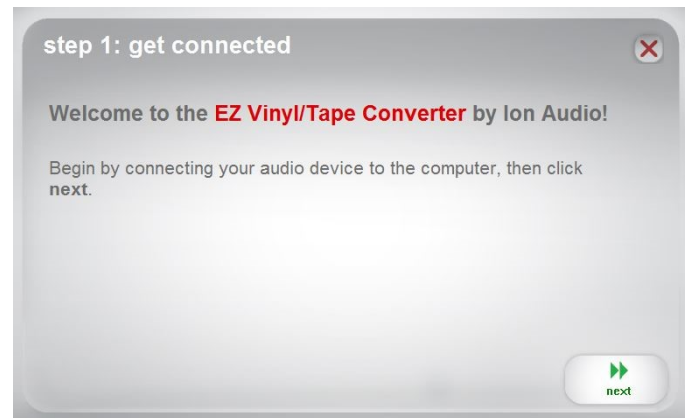 step 1: get connected
Welcome to the EZ Vinyl/Tape Converter by Ion Audio!
Begin by connecting your audio device to the computer, then click
next.
next